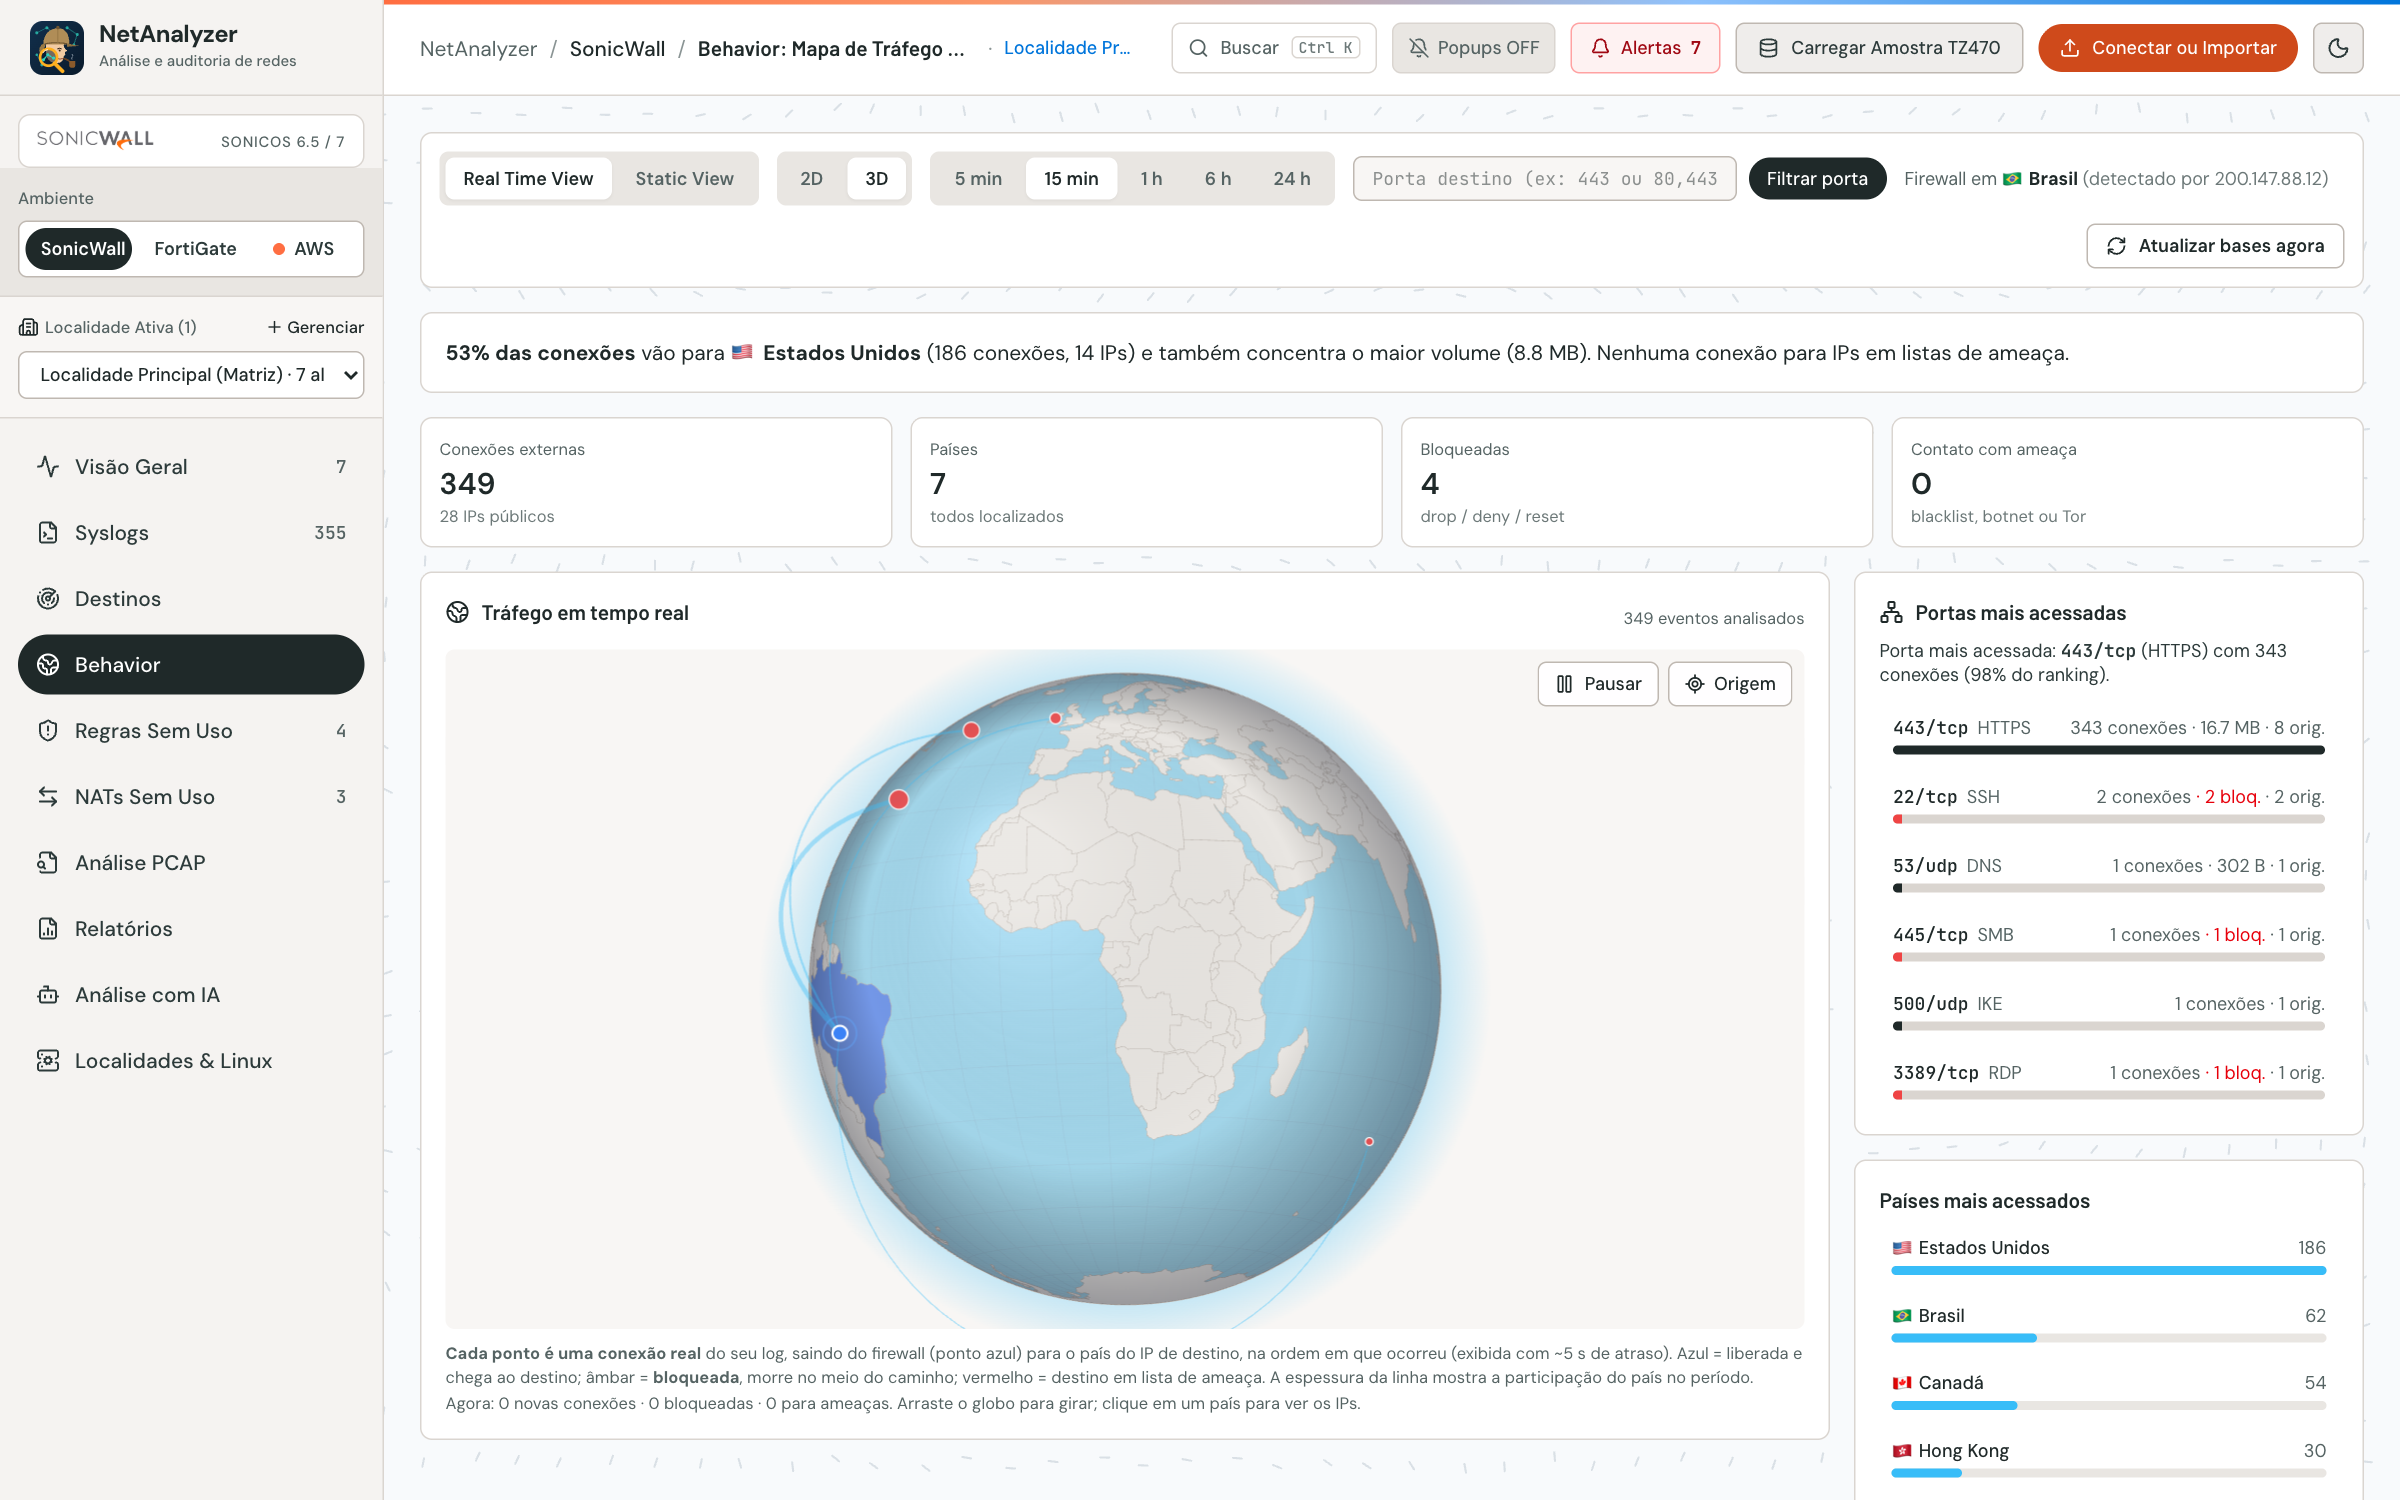 NetAnalyzer
Análise e auditoria de redes
SONICWALL
SONICOS 6.5 / 7
Ambiente
SonicWall
FortiGate
AWS
Localidade Ativa (1)
+ Gerenciar
Localidade Principal (Matriz) · 7 al
Visão Geral 7
Syslogs 355
Destinos
Behavior
Regras Sem Uso 4
NATs Sem Uso 3
Análise PCAP
Relatórios
Análise com IA
Localidades & Linux
NetAnalyzer / SonicWall / Behavior: Mapa de Tráfego ... · Localidade Pr...
Buscar Ctrl K
Popups OFF
Alertas 7
Carregar Amostra TZ470
Conectar ou Importar
Real Time View
Static View
2D
3D
5 min
15 min
1 h
6 h
24 h
Porta destino (ex: 443 ou 80,443
Filtrar porta
Firewall em 🇧🇷 Brasil (detectado por 200.147.88.12)
Atualizar bases agora
53% das conexões vão para 🇺🇸 Estados Unidos (186 conexões, 14 IPs) e também concentra o maior volume (8.8 MB). Nenhuma conexão para IPs em listas de ameaça.
Conexões externas
349
28 IPs públicos
Países
7
todos localizados
Bloqueadas
4
drop / deny / reset
Contato com ameaça
0
blacklist, botnet ou Tor
Tráfego em tempo real
349 eventos analisados
Pausar
Origem
Cada ponto é uma conexão real do seu log, saindo do firewall (ponto azul) para o país do IP de destino, na ordem em que ocorreu (exibida com ~5 s de atraso). Azul = liberada e
chega ao destino; âmbar = bloqueada, morre no meio do caminho; vermelho = destino em lista de ameaça. A espessura da linha mostra a participação do país no período.
Agora: 0 novas conexões · 0 bloqueadas · 0 para ameaças. Arraste o globo para girar; clique em um país para ver os IPs.
Portas mais acessadas
Porta mais acessada: 443/tcp (HTTPS) com 343
conexões (98% do ranking).
443/tcp HTTPS 343 conexões · 16.7 MB · 8 orig.
22/tcp SSH 2 conexões · 2 bloq. · 2 orig.
53/udp DNS 1 conexões · 302 B · 1 orig.
445/tcp SMB 1 conexões · 1 bloq. · 1 orig.
500/udp IKE 1 conexões · 1 orig.
3389/tcp RDP 1 conexões · 1 bloq. · 1 orig.
Países mais acessados
Estados Unidos 186
Brasil 62
Canadá 54
Hong Kong 30